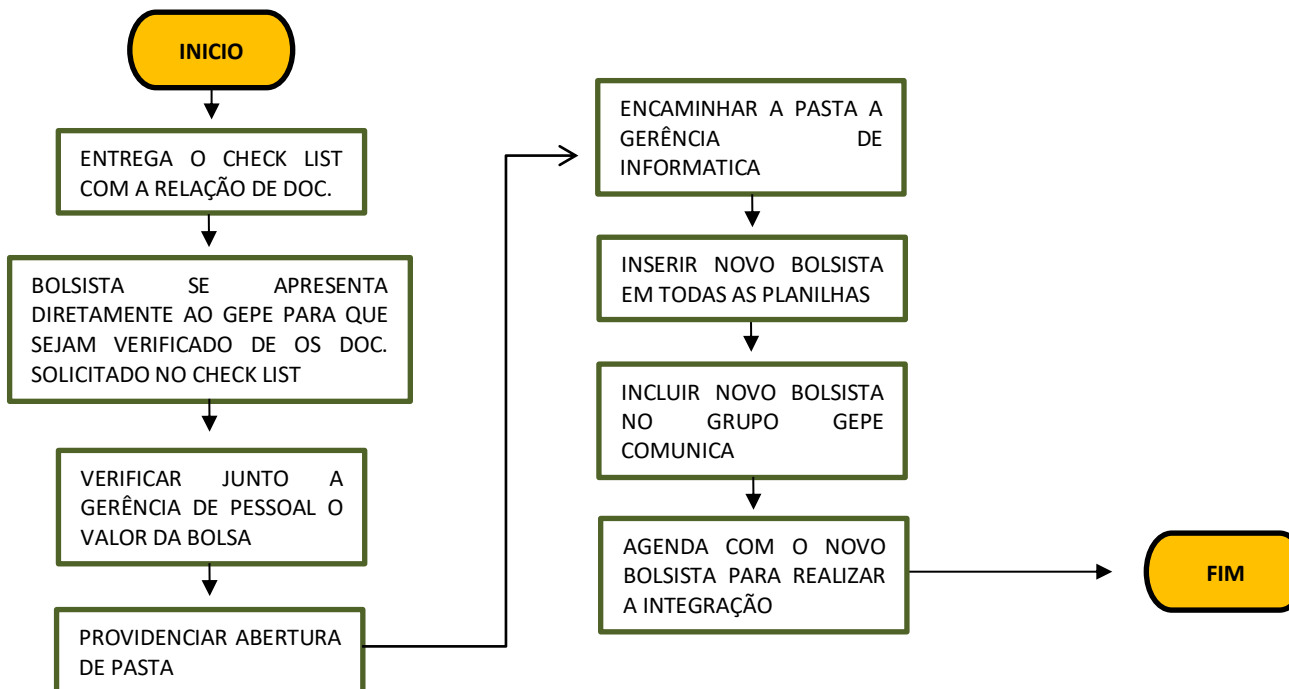 INICIO
ENTREGA O CHECK LIST
COM A RELAÇÃO DE DOC.
BOLSISTA SE APRESENTA
DIRETAMENTE AO GEPE PARA QUE
SEJAM VERIFICADO DE OS DOC.
SOLICITADO NO CHECK LIST
VERIFICAR JUNTO A
GERÊNCIA DE PESSOAL O
VALOR DA BOLSA
PROVIDENCIAR ABERTURA
DE PASTA
ENCAMINHAR A PASTA A
GERÊNCIA DE
INFORMATICA
INSERIR NOVO BOLSISTA
EM TODAS AS PLANILHAS
INCLUIR NOVO BOLSISTA
NO GRUPO GEPE
COMUNICA
AGENDA COM O NOVO
BOLSISTA PARA REALIZAR
A INTEGRAÇÃO
FIM